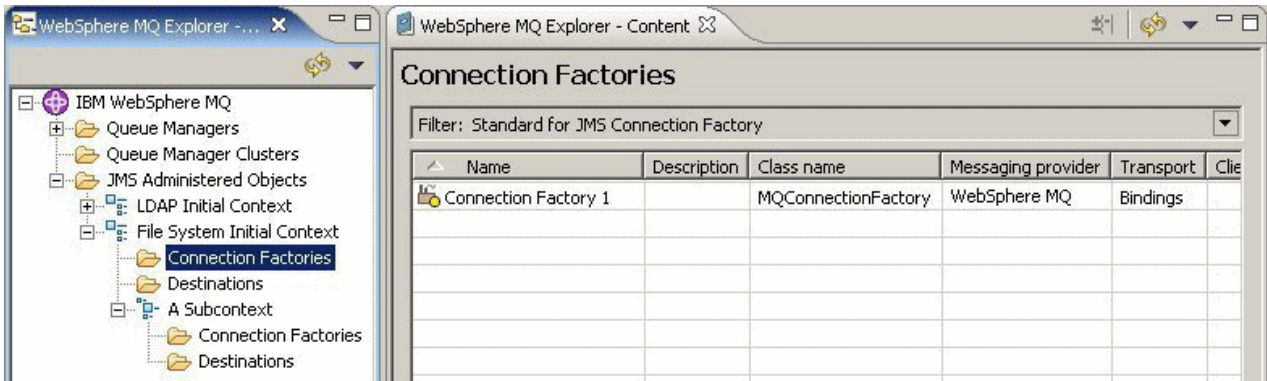 WebSphere MQ Explorer -...
IBM WebSphere MQ
Queue Managers
Queue Manager Clusters
JMS Administered Objects
LDAP Initial Context
File System Initial Context
Connection Factories
Destinations
A Subcontext
Connection Factories
Destinations
WebSphere MQ Explorer - Content
Connection Factories
Filter: Standard for JMS Connection Factory
Name Description Class name Messaging provider Transport Clie
Connection Factory 1 MQConnectionFactory WebSphere MQ Bindings